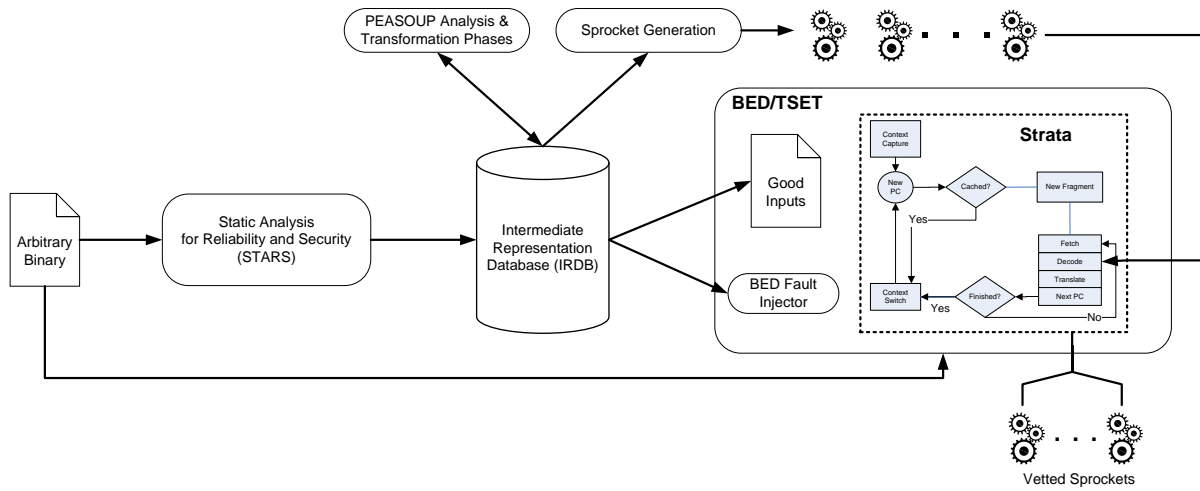 PEASOUP Analysis &
Transformation Phases
Sprocket Generation
BED/TSET
Strata
Context
Capture
New
PC
Cached?
New Fragment
Yes
Good
Inputs
Arbitrary
Binary
Static Analysis
for Reliability and Security
(STARS)
Intermediate
Representation
Database (IRDB)
Fetch
Decode
Translate
Next PC
Finished?
Context
Switch
Yes
No
BED Fault
Injector
Vetted Sprockets